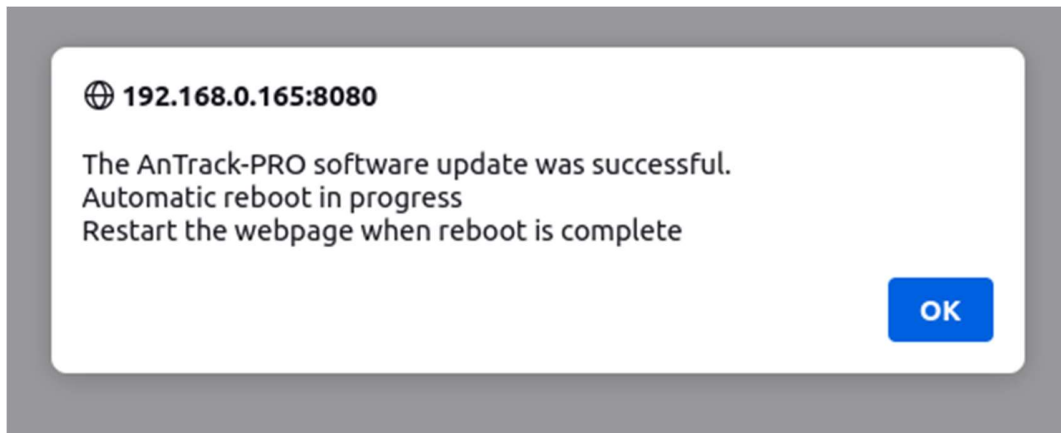 192.168.0.165:8080
The AnTrack-PRO software update was successful.
Automatic reboot in progress
Restart the webpage when reboot is complete
OK